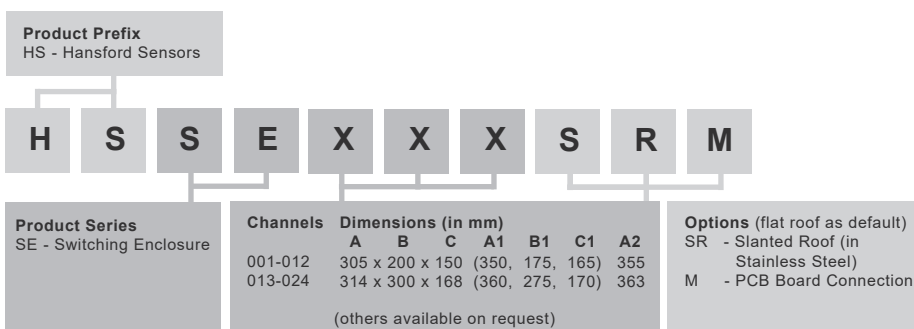 Product Prefix
HS - Hansford Sensors
H S S E X X X S R M
Product Series
SE - Switching Enclosure
Channels Dimensions (in mm)
A B C A1 B1 C1 A2
001-012 305 x 200 x 150 (350, 175, 165) 355
013-024 314 x 300 x 168 (360, 275, 170) 363
(others available on request)
Options (flat roof as default)
SR - Slanted Roof (in
Stainless Steel)
M - PCB Board Connection